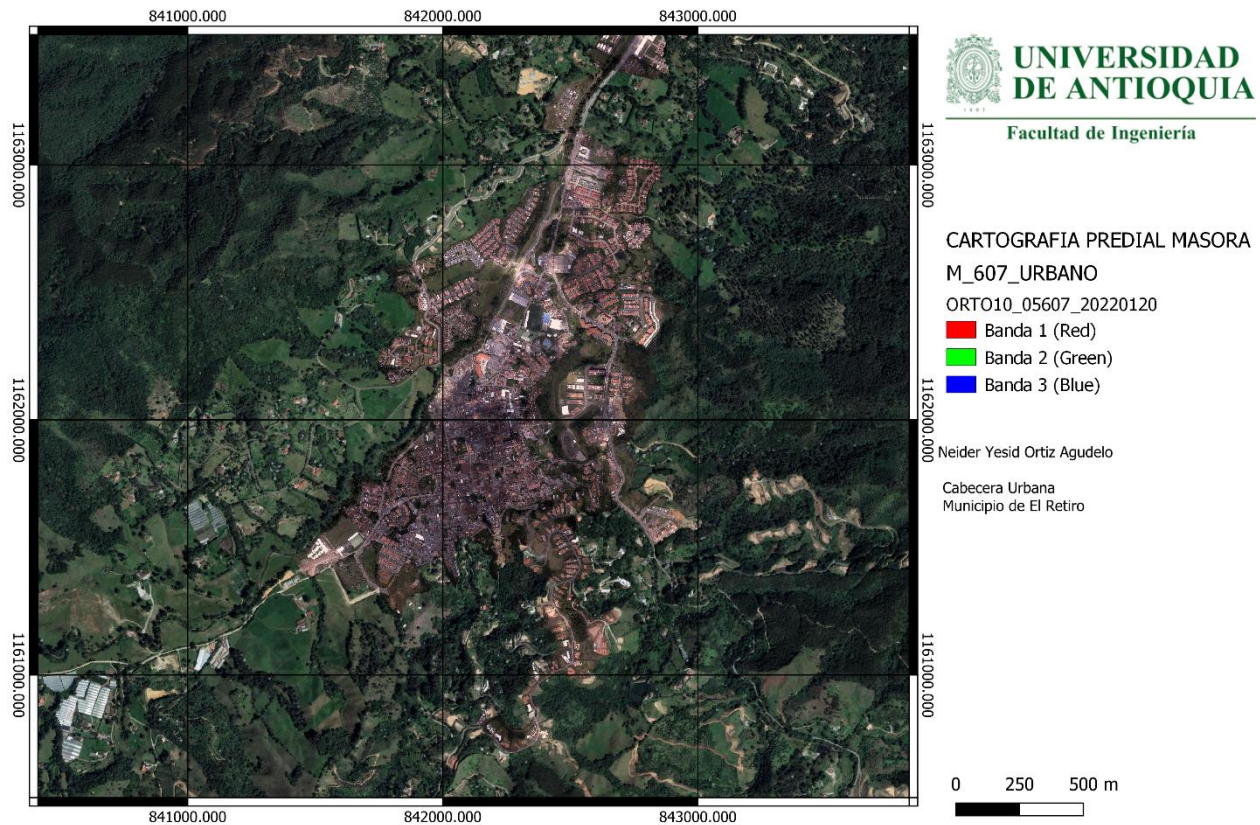 841000.000 842000.000 843000.000
1163000.000 1163000.000
1162000.000 1162000.000
1161000.000 1161000.000
841000.000 842000.000 843000.000
UNIVERSIDAD
DE ANTIOQUIA
1803
Facultad de Ingeniería
CARTOGRAFIA PREDIAL MASORA
M_607_URBANO
ORTO10_05607_20220120
Banda 1 (Red)
Banda 2 (Green)
Banda 3 (Blue)
Neider Yesid Ortiz Agudelo
Cabecera Urbana
Municipio de El Retiro
0 250 500 m